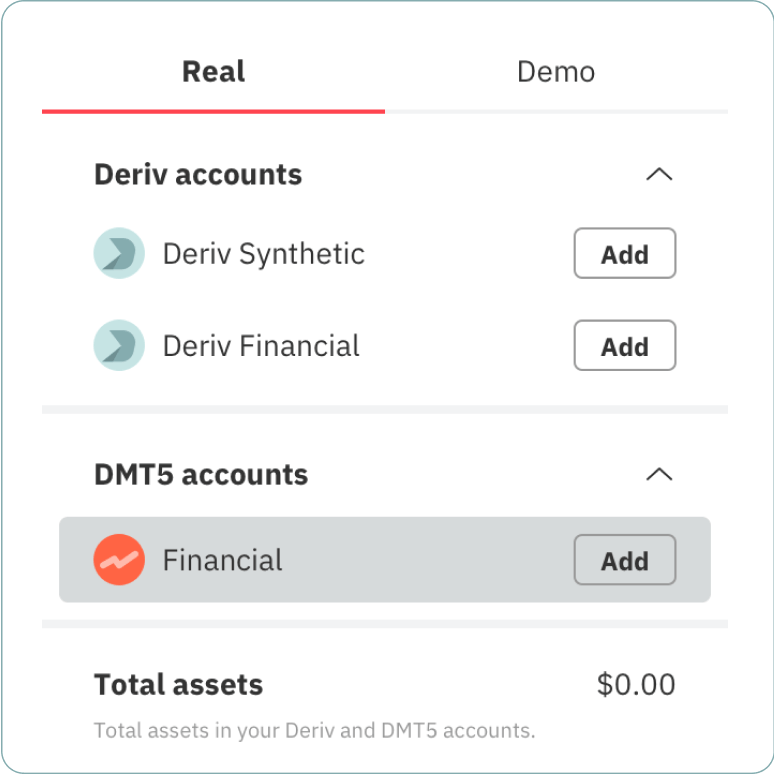 Real Demo
Deriv accounts
Deriv Synthetic Add
Deriv Financial Add
DMT5 accounts
Financial Add
Total assets $0.00
Total assets in your Deriv and DMT5 accounts.